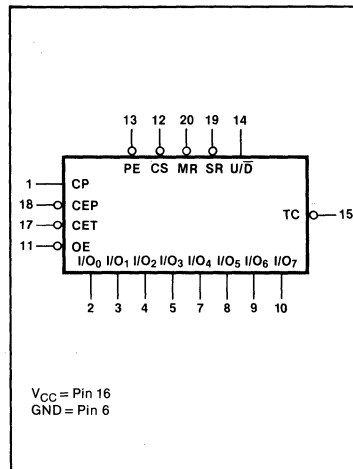 13 12 20 19 14
PE CS MR SR U/D̅
1 CP
18 CEP
17 CET
11 OE
TC 15
I/O₀ I/O₁ I/O₂ I/O₃ I/O₄ I/O₅ I/O₆ I/O₇
2 3 4 5 7 8 9 10
V_CC = Pin 16
GND = Pin 6